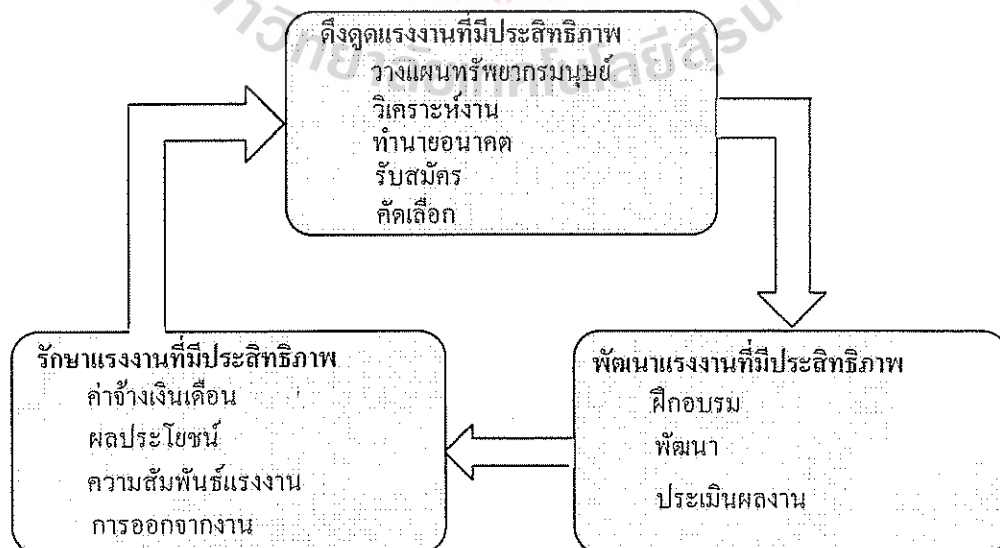 ดึงดูดแรงงานที่มีประสิทธิภาพ
วางแผนทรัพยากรมนุษย์
วิเคราะห์งาน
ทำนายอนาคต
รับสมัคร
คัดเลือก
รักษาแรงงานที่มีประสิทธิภาพ
ค่าจ้างเงินเดือน
ผลประโยชน์
ความสัมพันธ์แรงงาน
การออกจากงาน
พัฒนาแรงงานที่มีประสิทธิภาพ
ฝึกอบรม
พัฒนา
ประเมินผลงาน